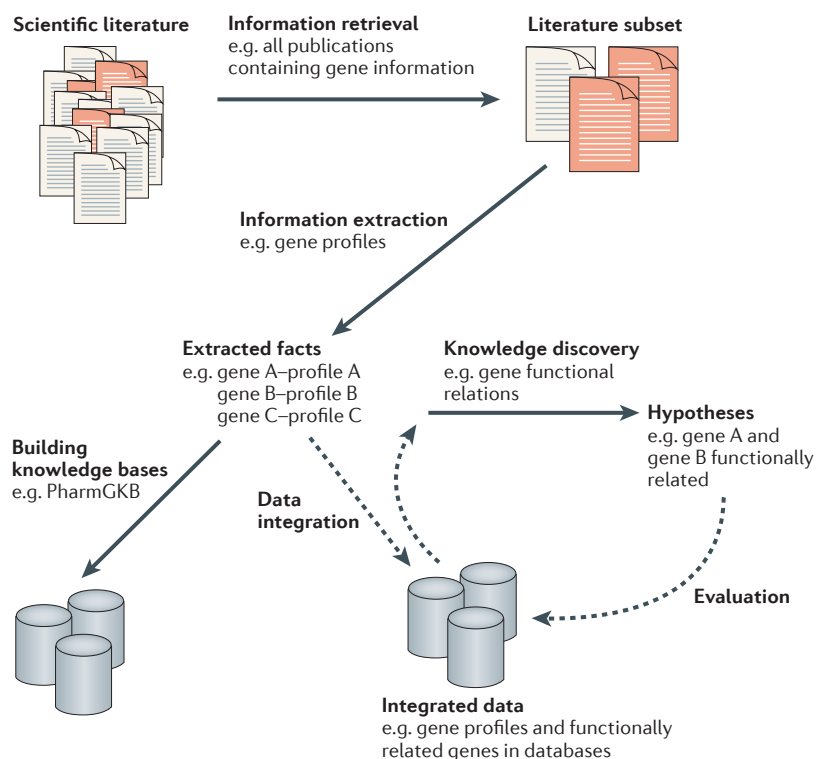 Scientific literature
Information retrieval
e.g. all publications
containing gene information
Literature subset
Information extraction
e.g. gene profiles
Extracted facts
e.g. gene A–profile A
gene B–profile B
gene C–profile C
Knowledge discovery
e.g. gene functional
relations
Hypotheses
e.g. gene A and
gene B functionally
related
Building
knowledge bases
e.g. PharmGKB
Data
integration
Evaluation
Integrated data
e.g. gene profiles and functionally
related genes in databases